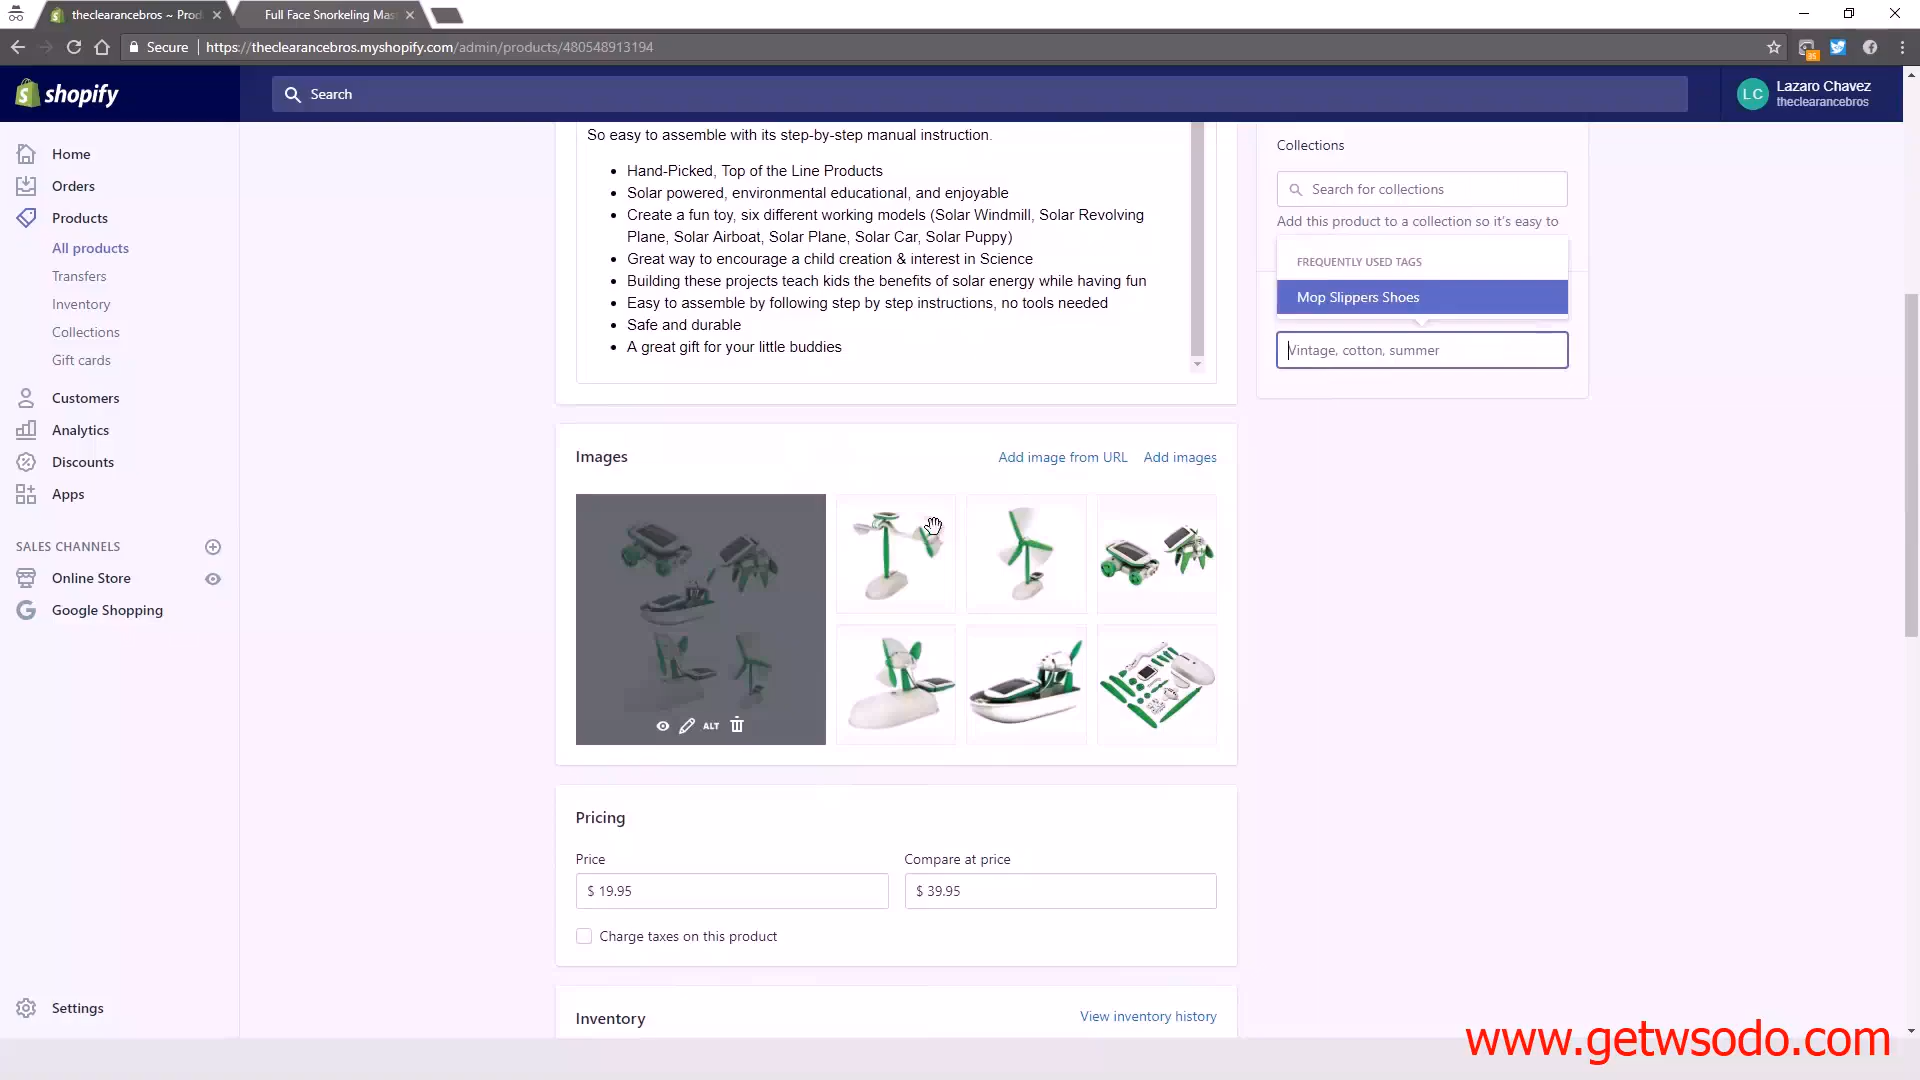 theclearancebros ~ Prod
Full Face Snorkeling Mas
Secure
https://theclearancebros.myshopify.com/admin/products/480548913194
shopify
Search
LC
Lazaro Chavez
theclearancebros
Home
Orders
Products
All products
Transfers
Inventory
Collections
Gift cards
Customers
Analytics
Discounts
Apps
SALES CHANNELS
Online Store
Google Shopping
Settings
So easy to assemble with its step-by-step manual instruction.
• Hand-Picked, Top of the Line Products
• Solar powered, environmental educational, and enjoyable
• Create a fun toy, six different working models (Solar Windmill, Solar Revolving
Plane, Solar Airboat, Solar Plane, Solar Car, Solar Puppy)
• Great way to encourage a child creation & interest in Science
• Building these projects teach kids the benefits of solar energy while having fun
• Easy to assemble by following step by step instructions, no tools needed
• Safe and durable
• A great gift for your little buddies
Images
Add image from URL
Add images
ALT
Pricing
Price
Compare at price
$ 19.95
$ 39.95
Charge taxes on this product
Inventory
View inventory history
Collections
Search for collections
Add this product to a collection so it's easy to
FREQUENTLY USED TAGS
Mop Slippers Shoes
Vintage, cotton, summer
www.getwsodo.com